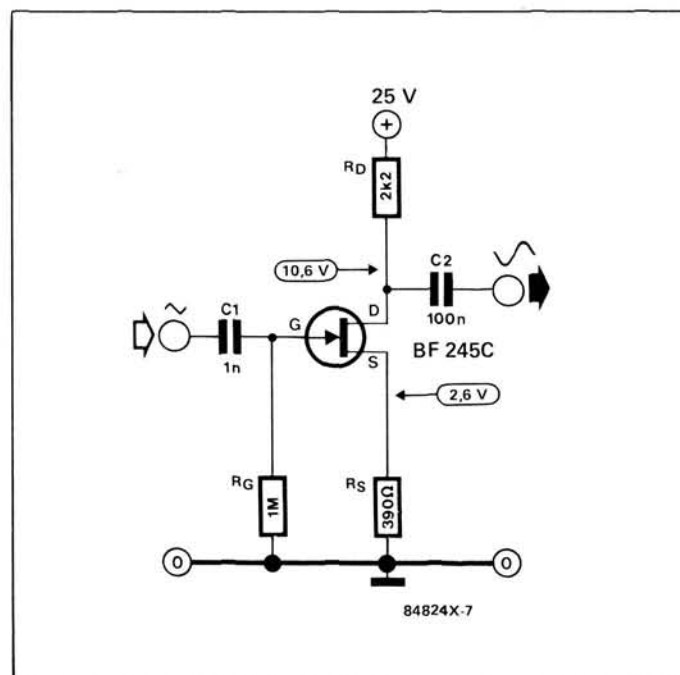 25 V
+
RD
2k2
10,6 V
C2
100n
D
C1
1n
G
S
BF 245C
2,6 V
RG
1M
RS
390Ω
0
0
84824X-7